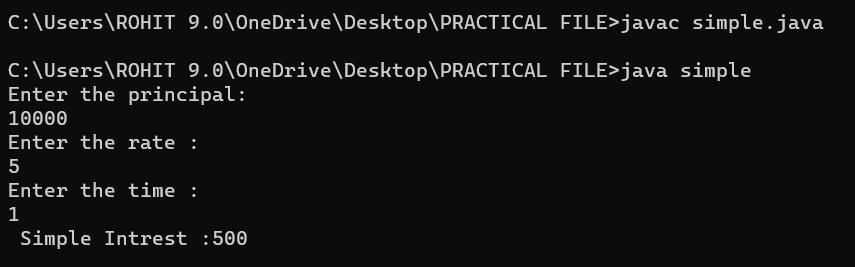 C:\Users\ROHIT 9.0\OneDrive\Desktop\PRACTICAL FILE>javac simple.java
C:\Users\ROHIT 9.0\OneDrive\Desktop\PRACTICAL FILE>java simple
Enter the principal:
10000
Enter the rate :
5
Enter the time :
1
 Simple Intrest :500